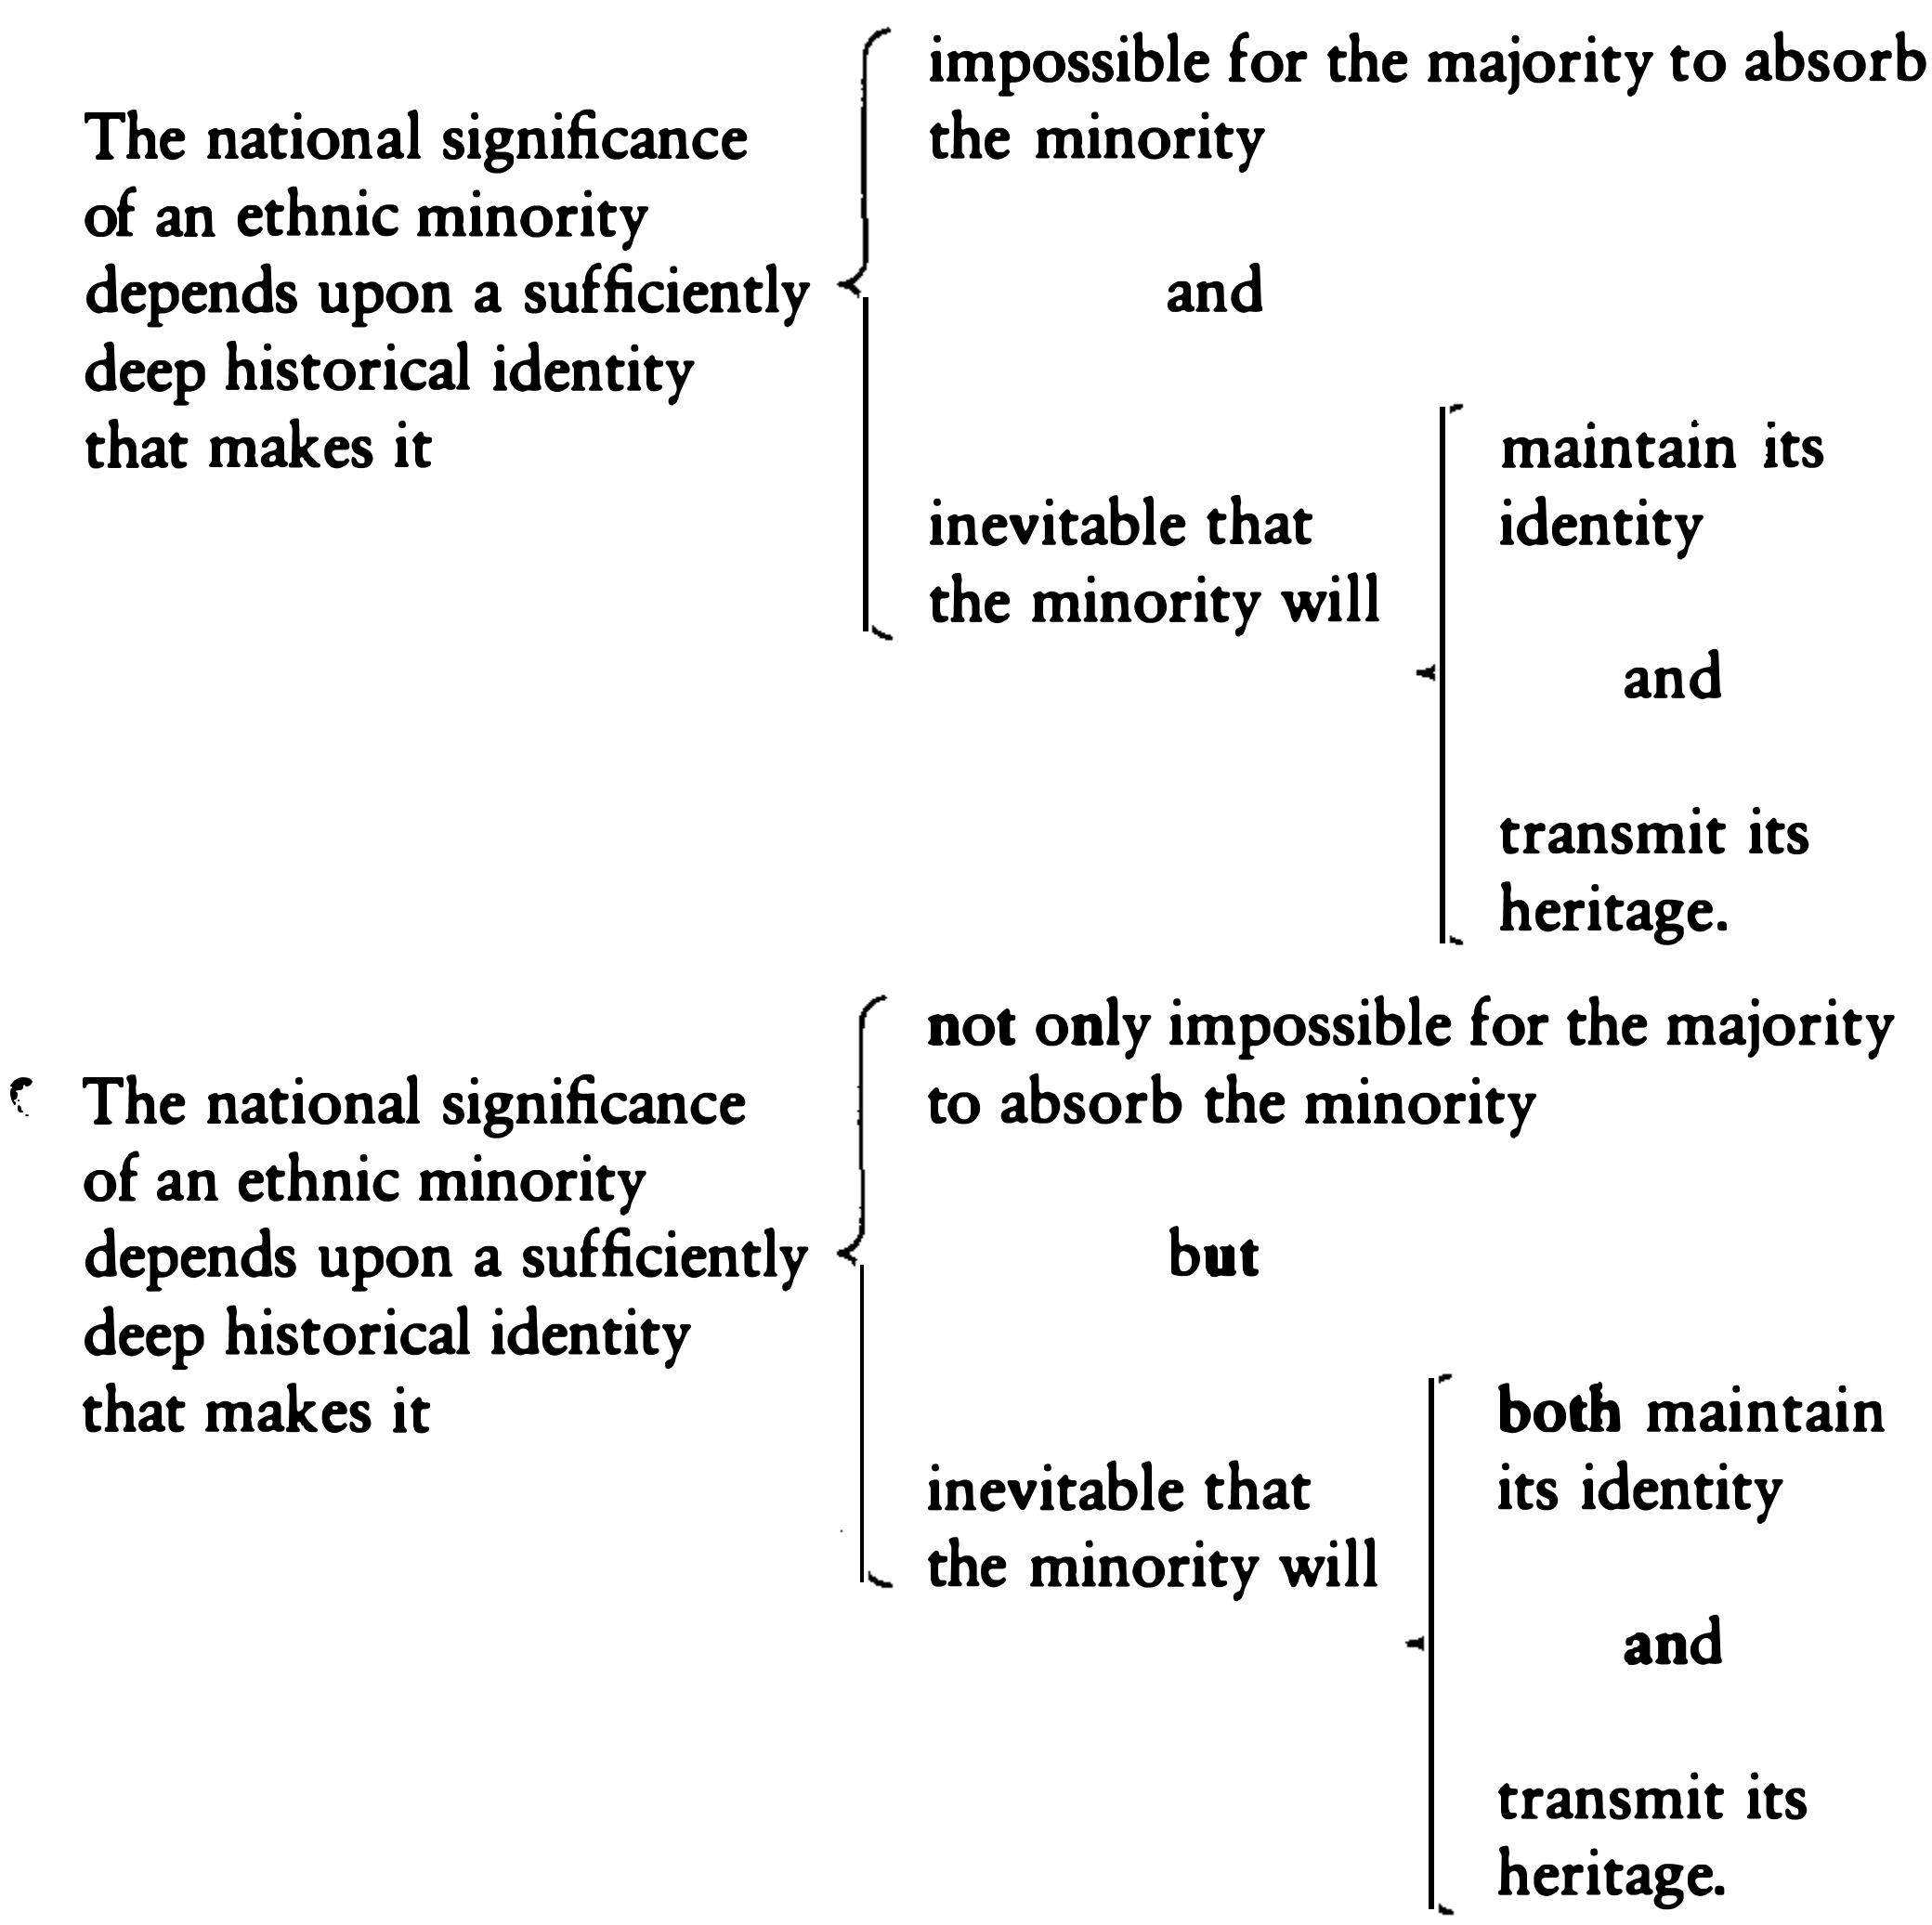 The national significance
of an ethnic minority
depends upon a sufficiently
deep historical identity
that makes it
impossible for the majority to absorb
the minority
and
inevitable that
the minority will
maintain its
identity
and
transmit its
heritage.
The national significance
of an ethnic minority
depends upon a sufficiently
deep historical identity
that makes it
not only impossible for the majority
to absorb the minority
but
inevitable that
the minority will
both maintain
its identity
and
transmit its
heritage.